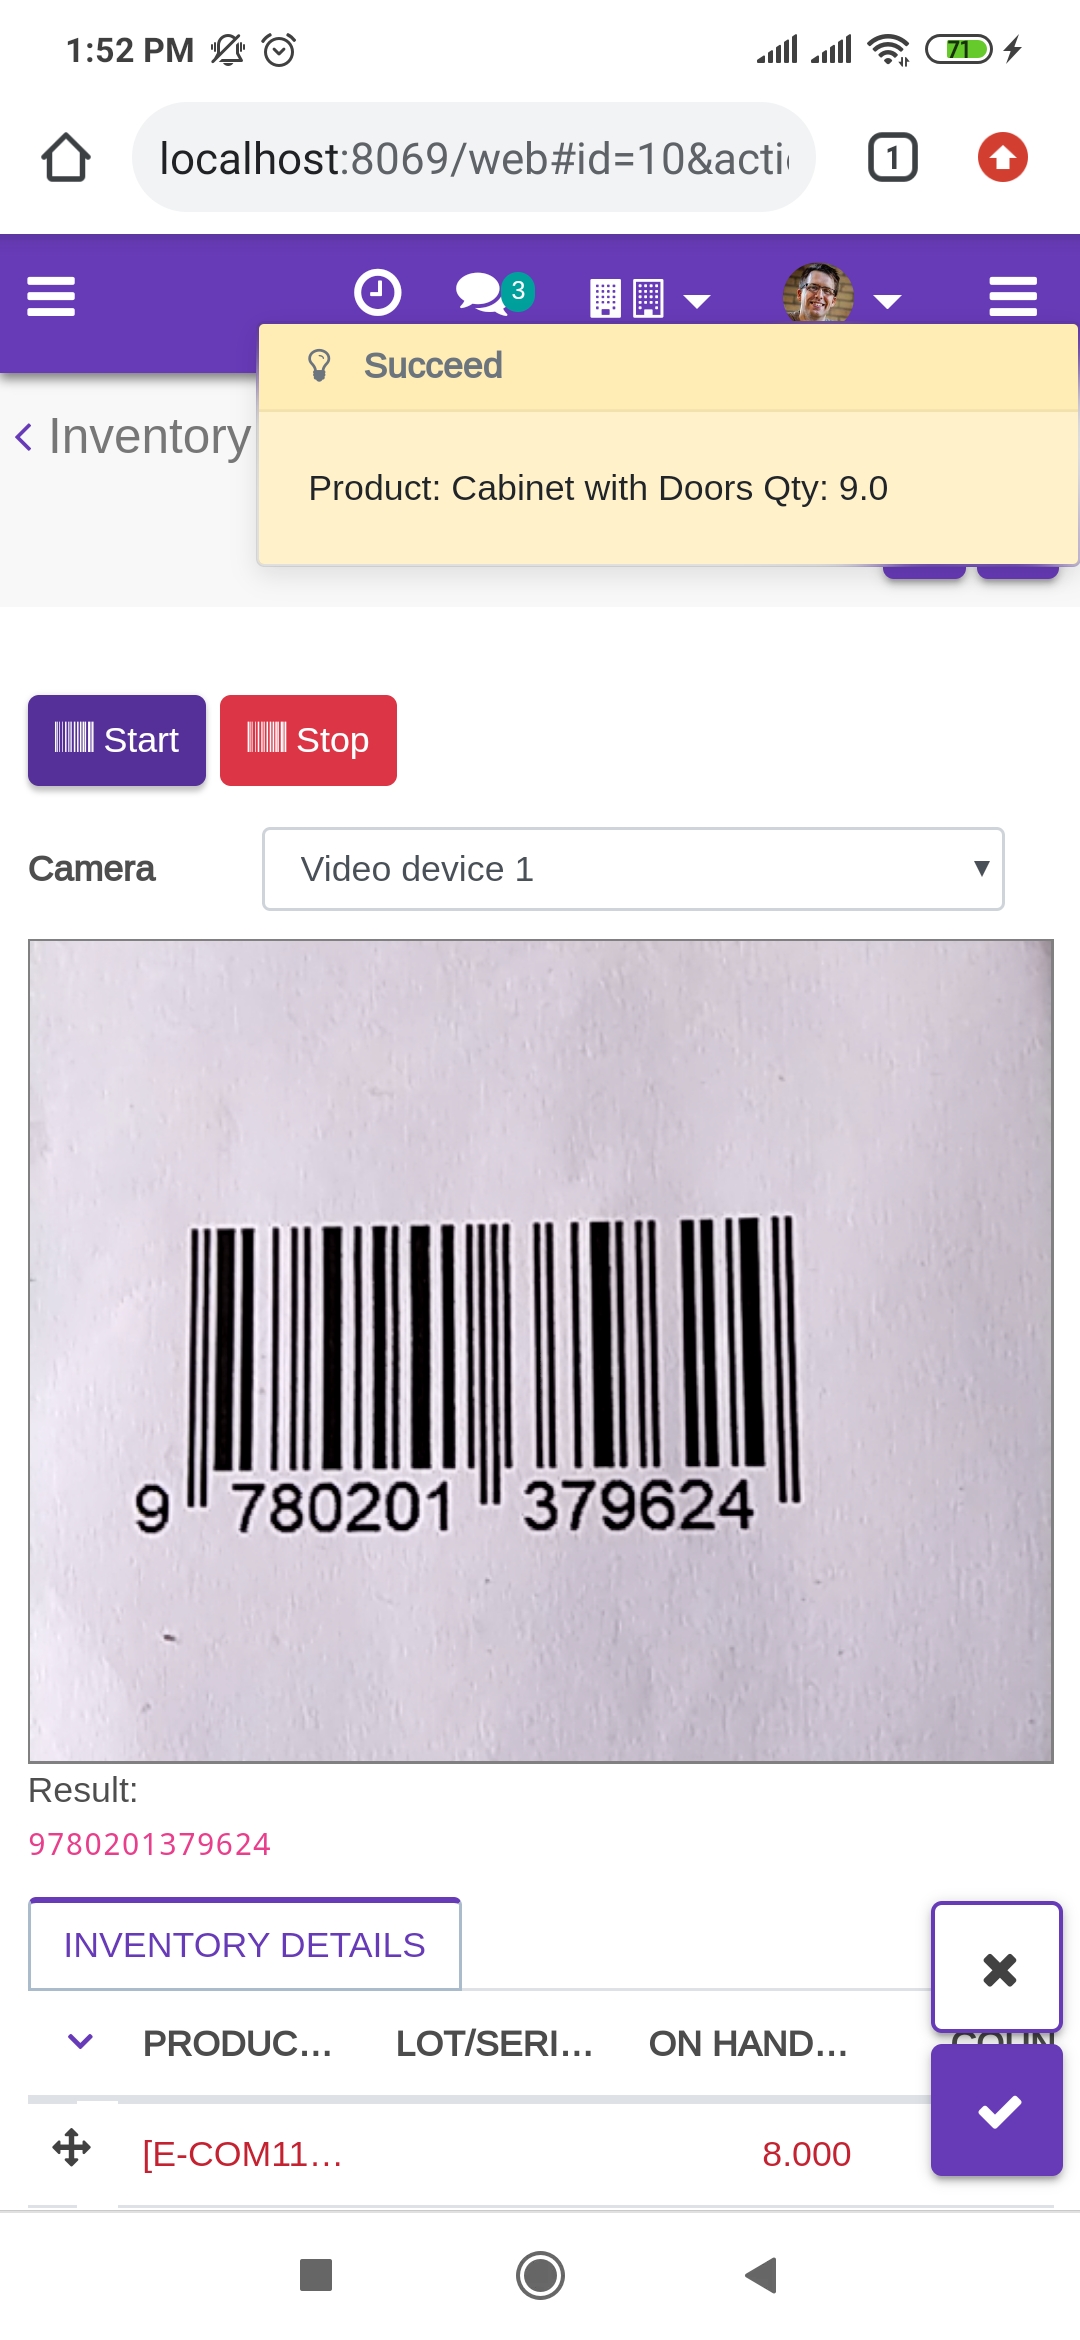 1:52 PM
71
localhost:8069/web#id=10&acti
1
3
Succeed
Inventory
Product: Cabinet with Doors Qty: 9.0
Start
Stop
Camera
Video device 1
9 780201 379624
Result:
9780201379624
INVENTORY DETAILS
PRODUC... LOT/SERI... ON HAND... COUN
[E-COM11... 8.000